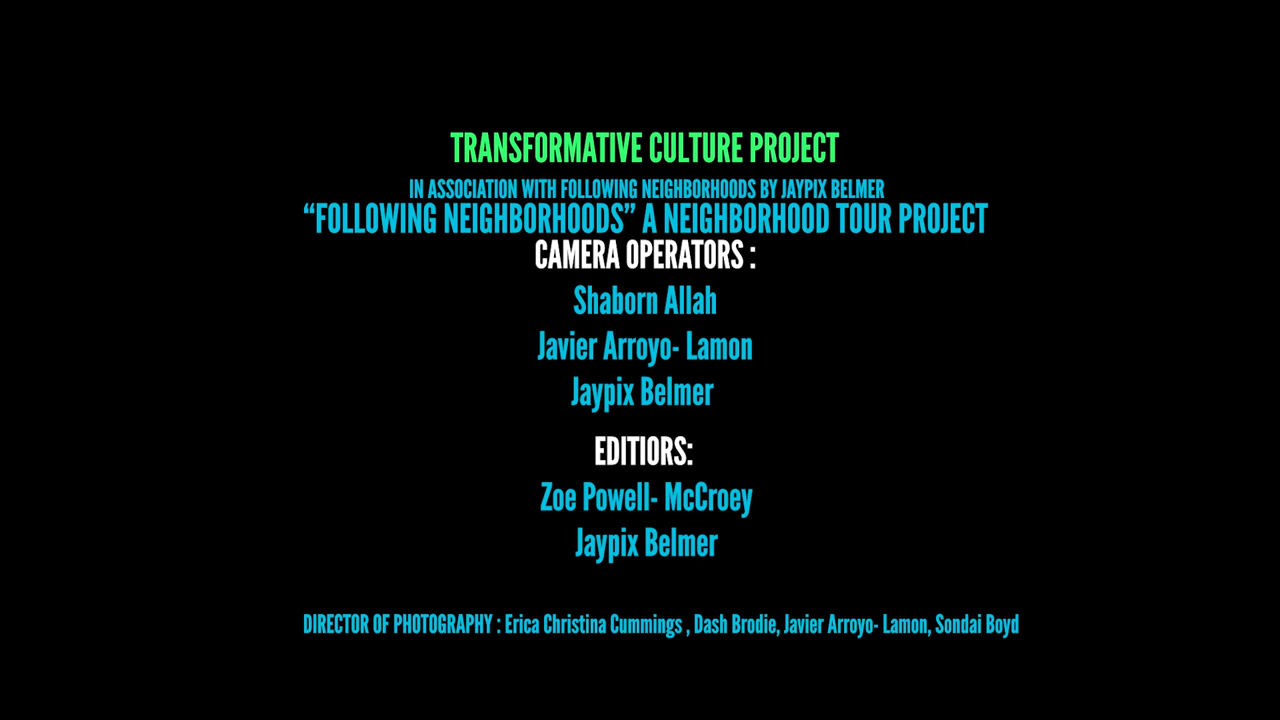 TRANSFORMATIVE CULTURE PROJECT
IN ASSOCIATION WITH FOLLOWING NEIGHBORHOODS BY JAYPIX BELMER
“FOLLOWING NEIGHBORHOODS” A NEIGHBORHOOD TOUR PROJECT
CAMERA OPERATORS :
Shaborn Allah
Javier Arroyo- Lamon
Jaypix Belmer
EDITIORS:
Zoe Powell- McCroey
Jaypix Belmer
DIRECTOR OF PHOTOGRAPHY : Erica Christina Cummings , Dash Brodie, Javier Arroyo- Lamon, Sondai Boyd